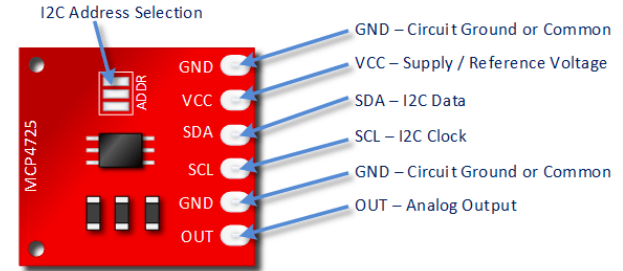 I2C Address Selection
GND – Circuit Ground or Common
VCC – Supply / Reference Voltage
SDA – I2C Data
SCL – I2C Clock
GND – Circuit Ground or Common
OUT – Analog Output
MCP4725
ADDR
GND
VCC
SDA
SCL
GND
OUT